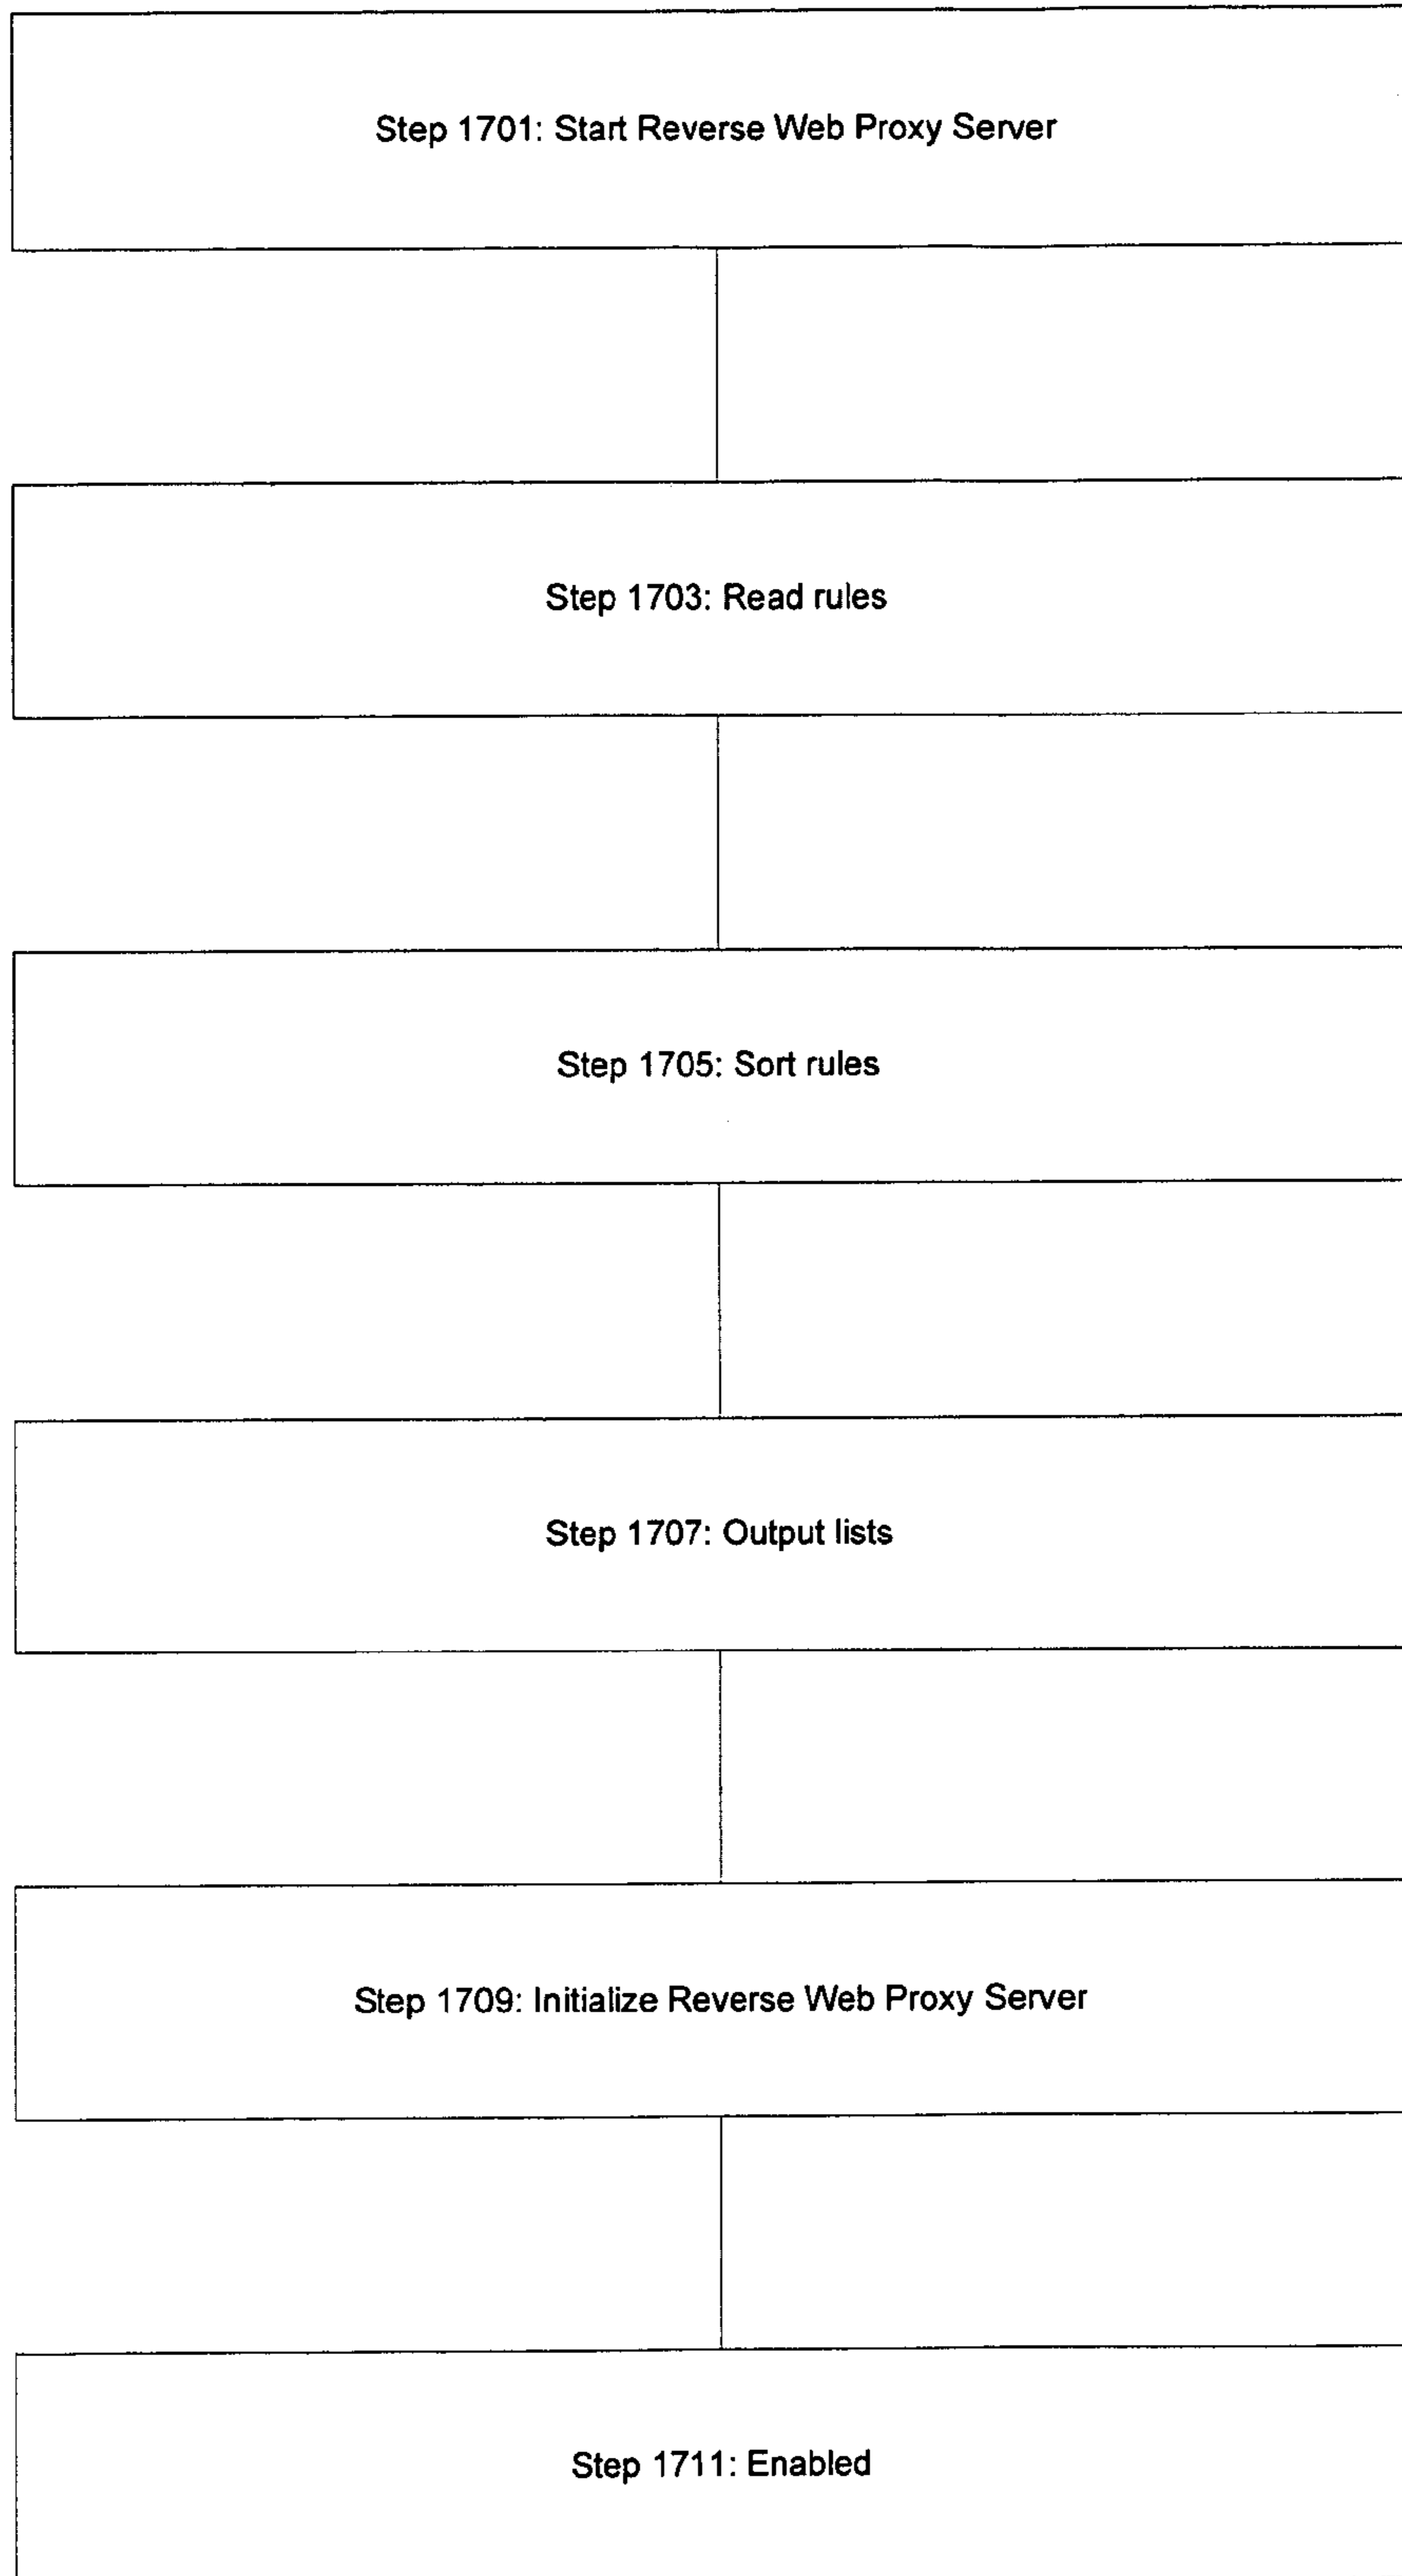 Step 1701: Start Reverse Web Proxy Server
Step 1703: Read rules
Step 1705: Sort rules
Step 1707: Output lists
Step 1709: Initialize Reverse Web Proxy Server
Step 1711: Enabled